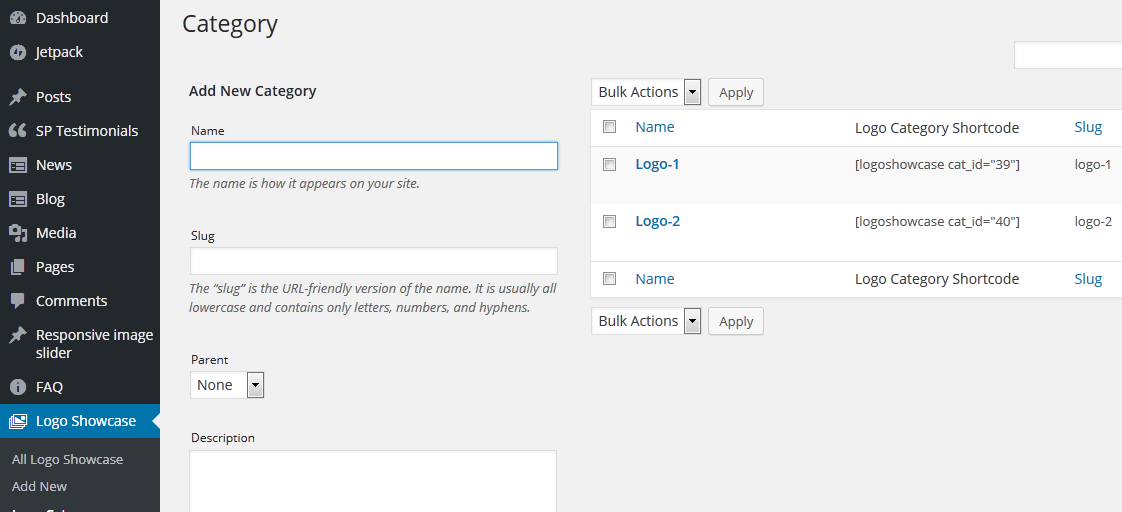 Dashboard
Jetpack
Posts
SP Testimonials
News
Blog
Media
Pages
Comments
Responsive image
slider
FAQ
Logo Showcase
All Logo Showcase
Add New
Category
Add New Category
Name
The name is how it appears on your site.
Slug
The “slug” is the URL-friendly version of the name. It is usually all
lowercase and contains only letters, numbers, and hyphens.
Parent
None
Description
Bulk Actions Apply
Name Logo Category Shortcode Slug
Logo-1 [logoshowcase cat_id="39"] logo-1
Logo-2 [logoshowcase cat_id="40"] logo-2
Name Logo Category Shortcode Slug
Bulk Actions Apply